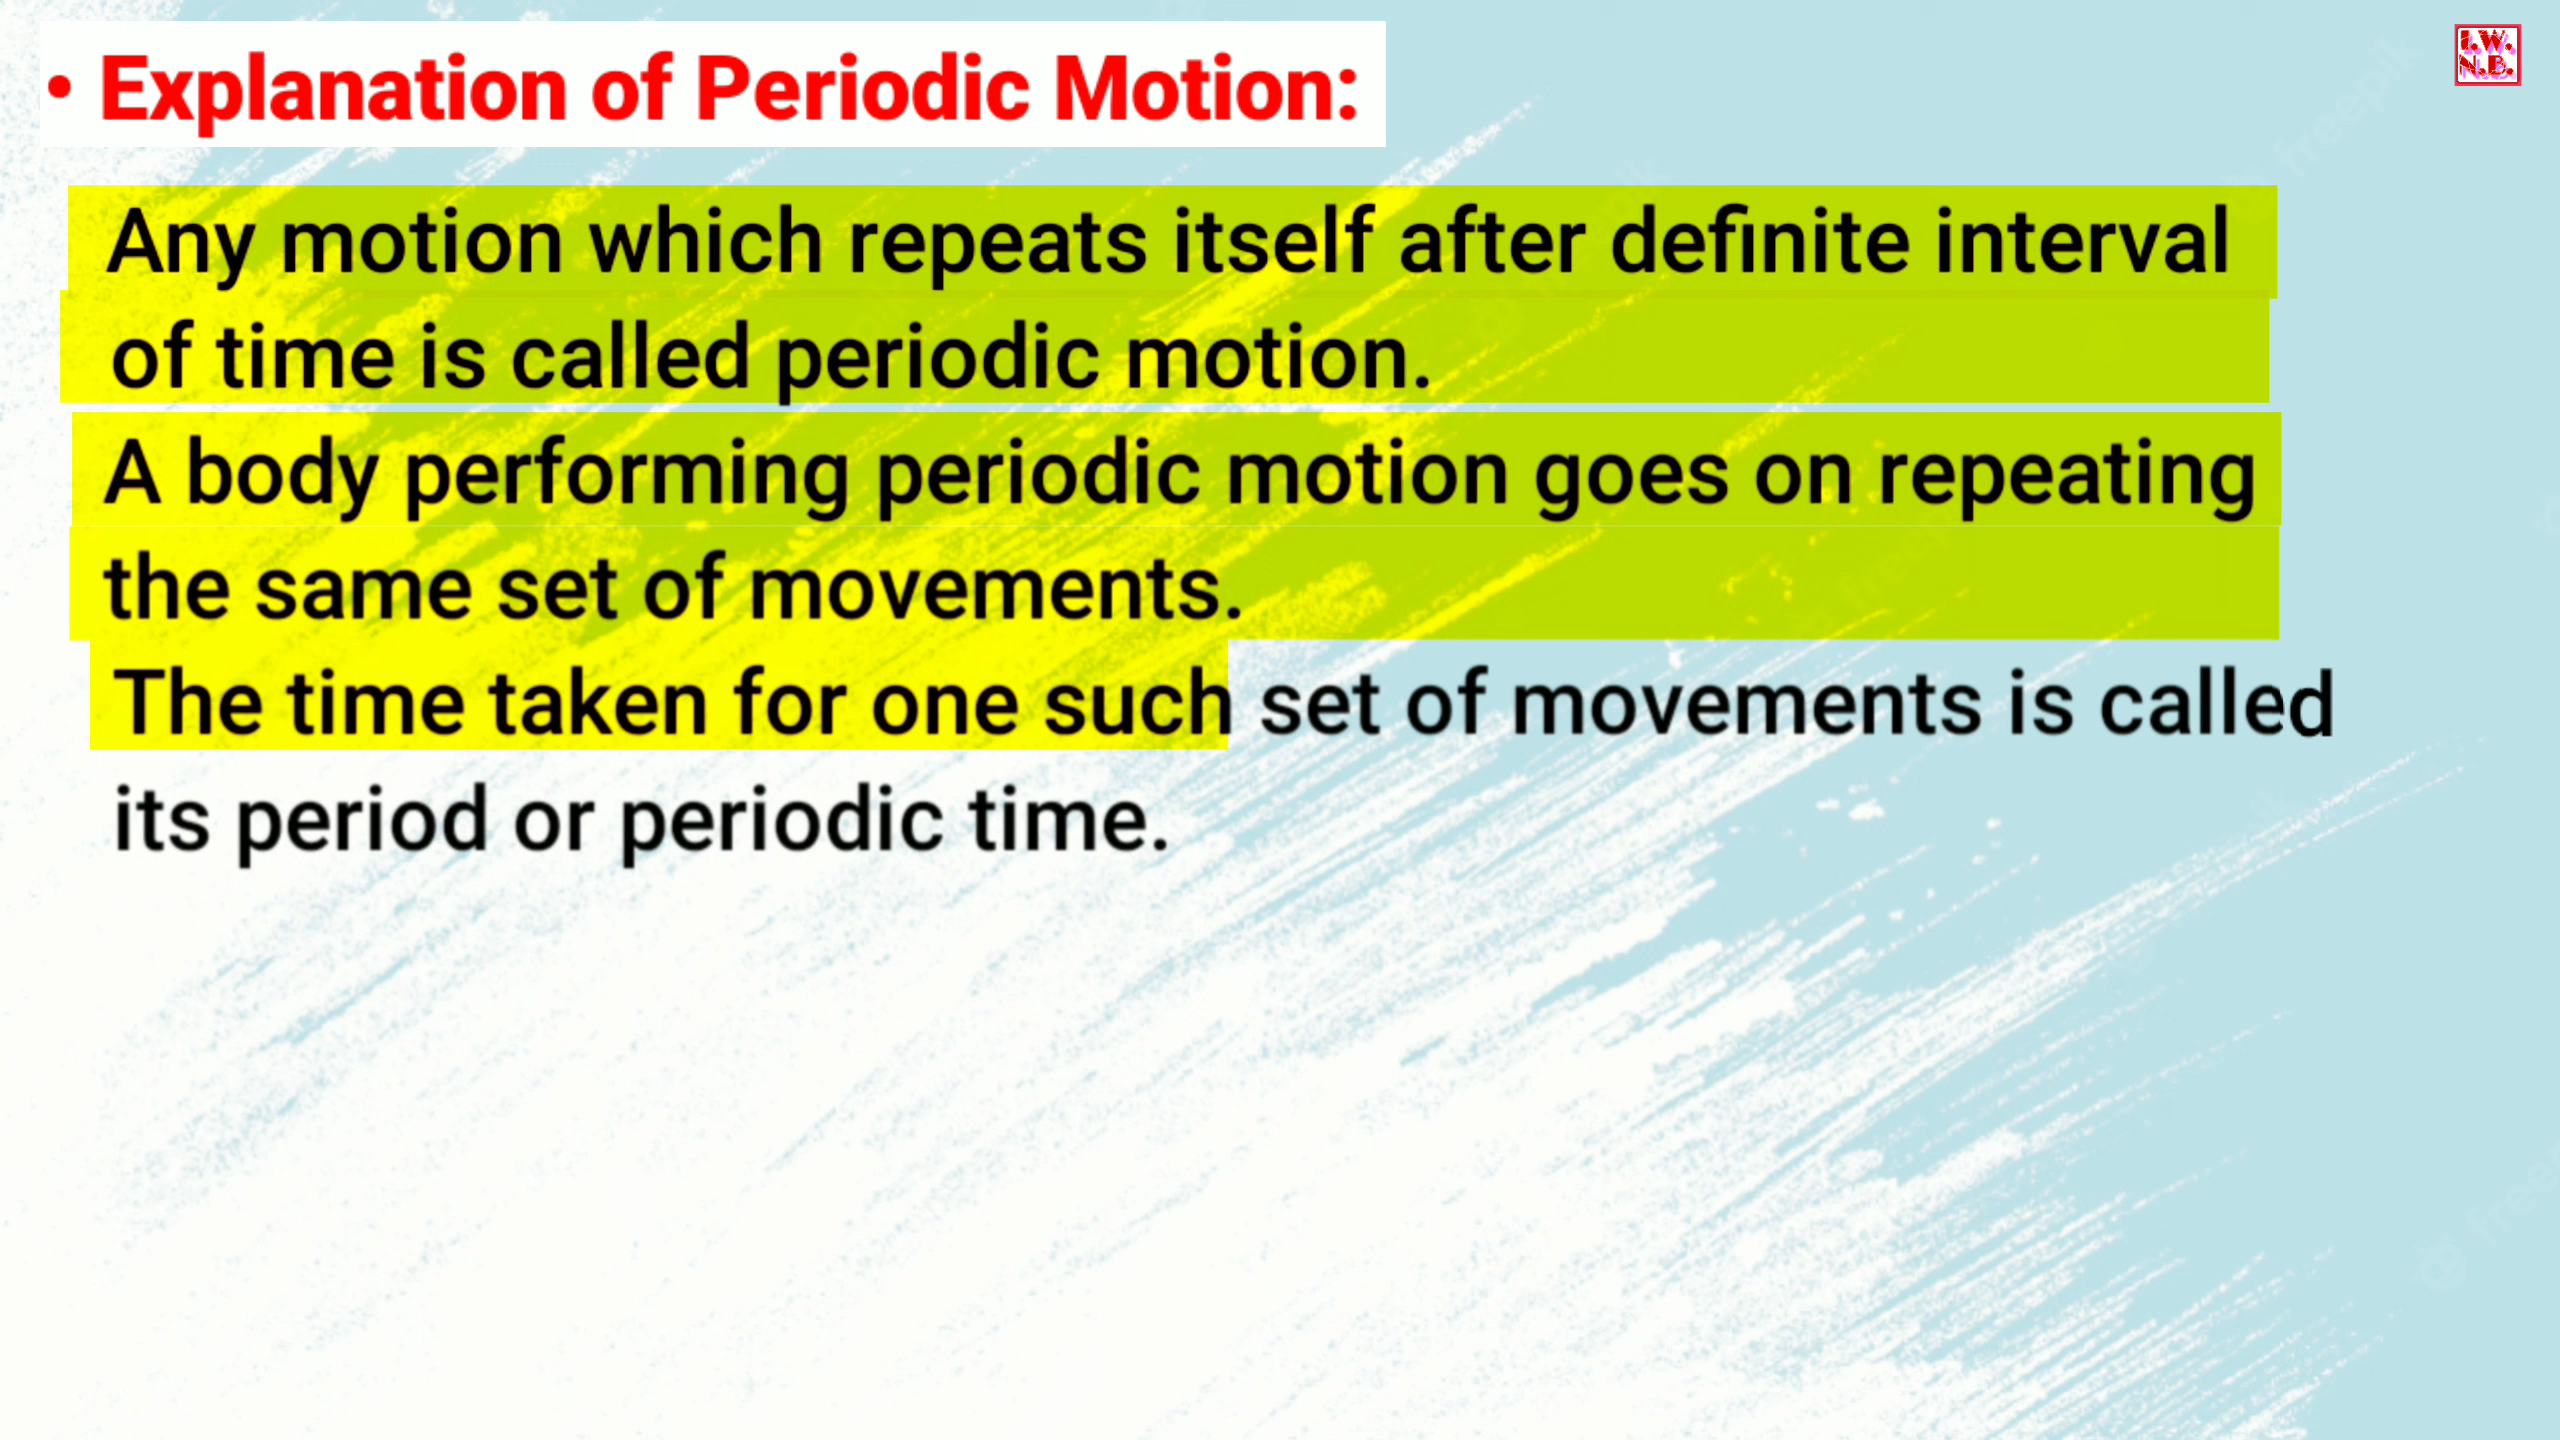 • Explanation of Periodic Motion:
I.W.
N.B.
Any motion which repeats itself after definite interval
of time is called periodic motion.
A body performing periodic motion goes on repeating
the same set of movements.
The time taken for one such set of movements is called
its period or periodic time.
freepik